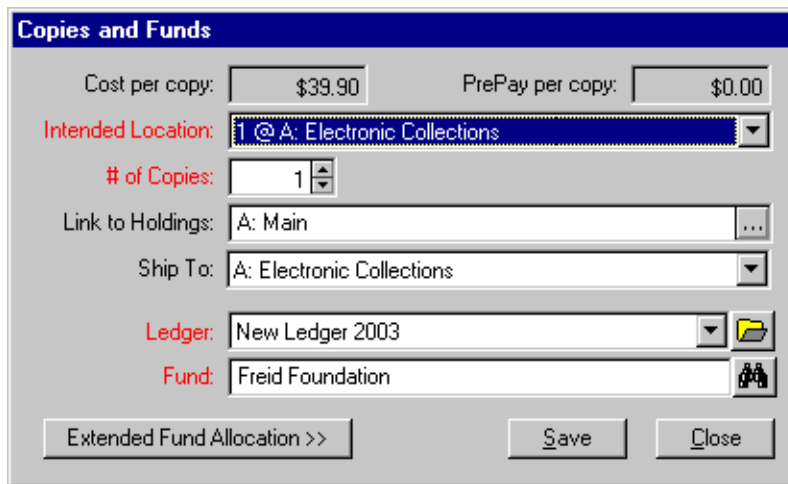 Copies and Funds
Cost per copy: $39.90 PrePay per copy: $0.00
Intended Location: 1 @ A: Electronic Collections
# of Copies: 1
Link to Holdings: A: Main ...
Ship To: A: Electronic Collections
Ledger: New Ledger 2003
Fund: Freid Foundation
Extended Fund Allocation >> Save Close